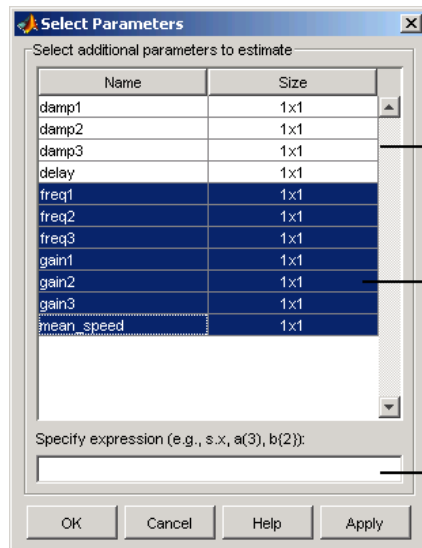 Select Parameters
Select additional parameters to estimate
Name Size
damp1 1x1
damp2 1x1
damp3 1x1
delay 1x1
freq1 1x1
freq2 1x1
freq3 1x1
gain1 1x1
gain2 1x1
gain3 1x1
mean_speed 1x1
Specify expression (e.g., s.x, a(3), b{2}):
OK Cancel Help Apply